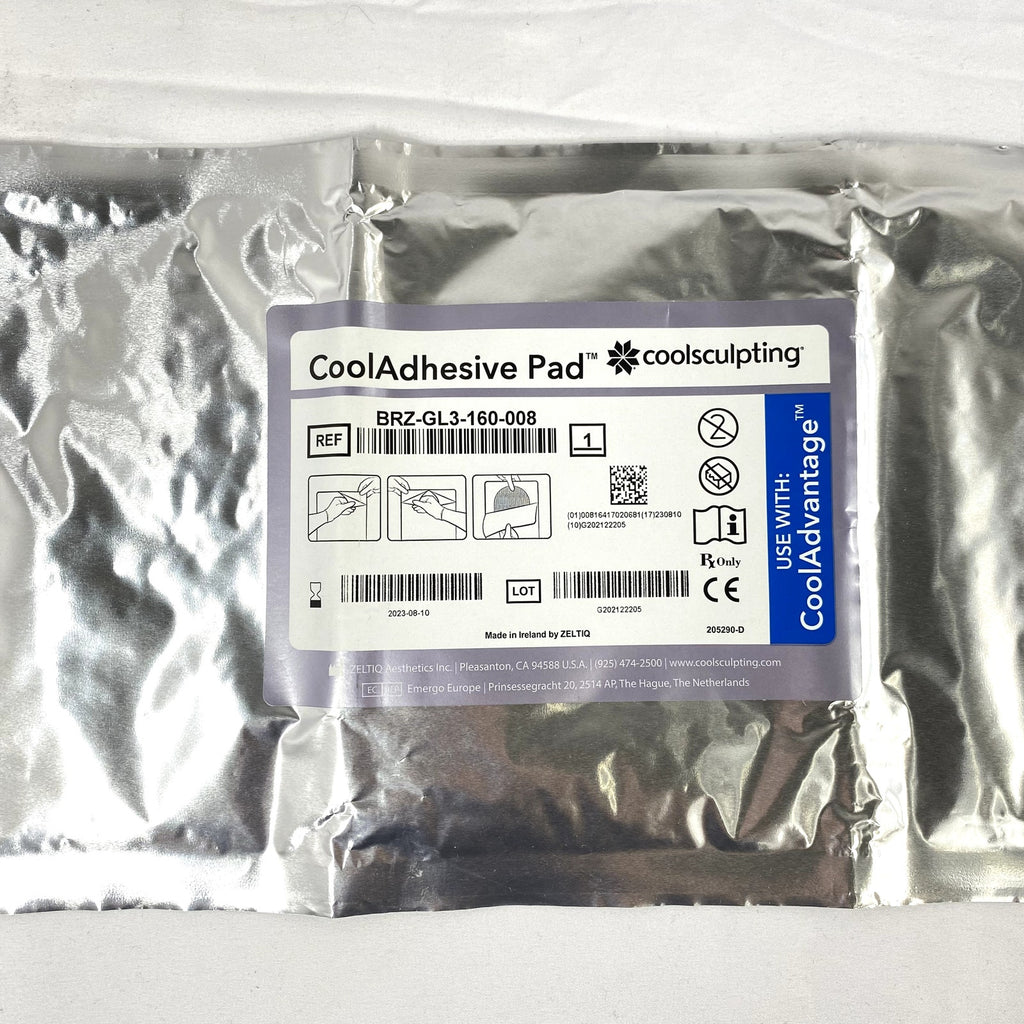 CoolAdhesive Pad™ coolsculpting®
BRZ-GL3-160-008
REF
1
2
(01)00816417020681(17)230810
(10)G202122205
i
Rx Only
2023-08-10
LOT
G202122205
CE
Made in Ireland by ZELTIQ
205290-D
USE WITH:
CoolAdvantage™
ZELTIQ Aesthetics Inc. | Pleasanton, CA 94588 U.S.A. | (925) 474-2500 | www.coolsculpting.com
EC REP Emergo Europe | Prinsessegracht 20, 2514 AP, The Hague, The Netherlands